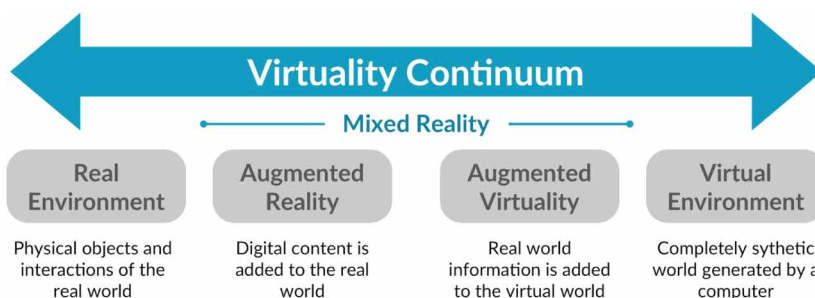 Virtuality Continuum
Mixed Reality
Real
Environment
Augmented
Reality
Augmented
Virtuality
Virtual
Environment
Physical objects and
interactions of the
real world
Digital content is
added to the real
world
Real world
information is added
to the virtual world
Completely sythetic
world generated by a
computer